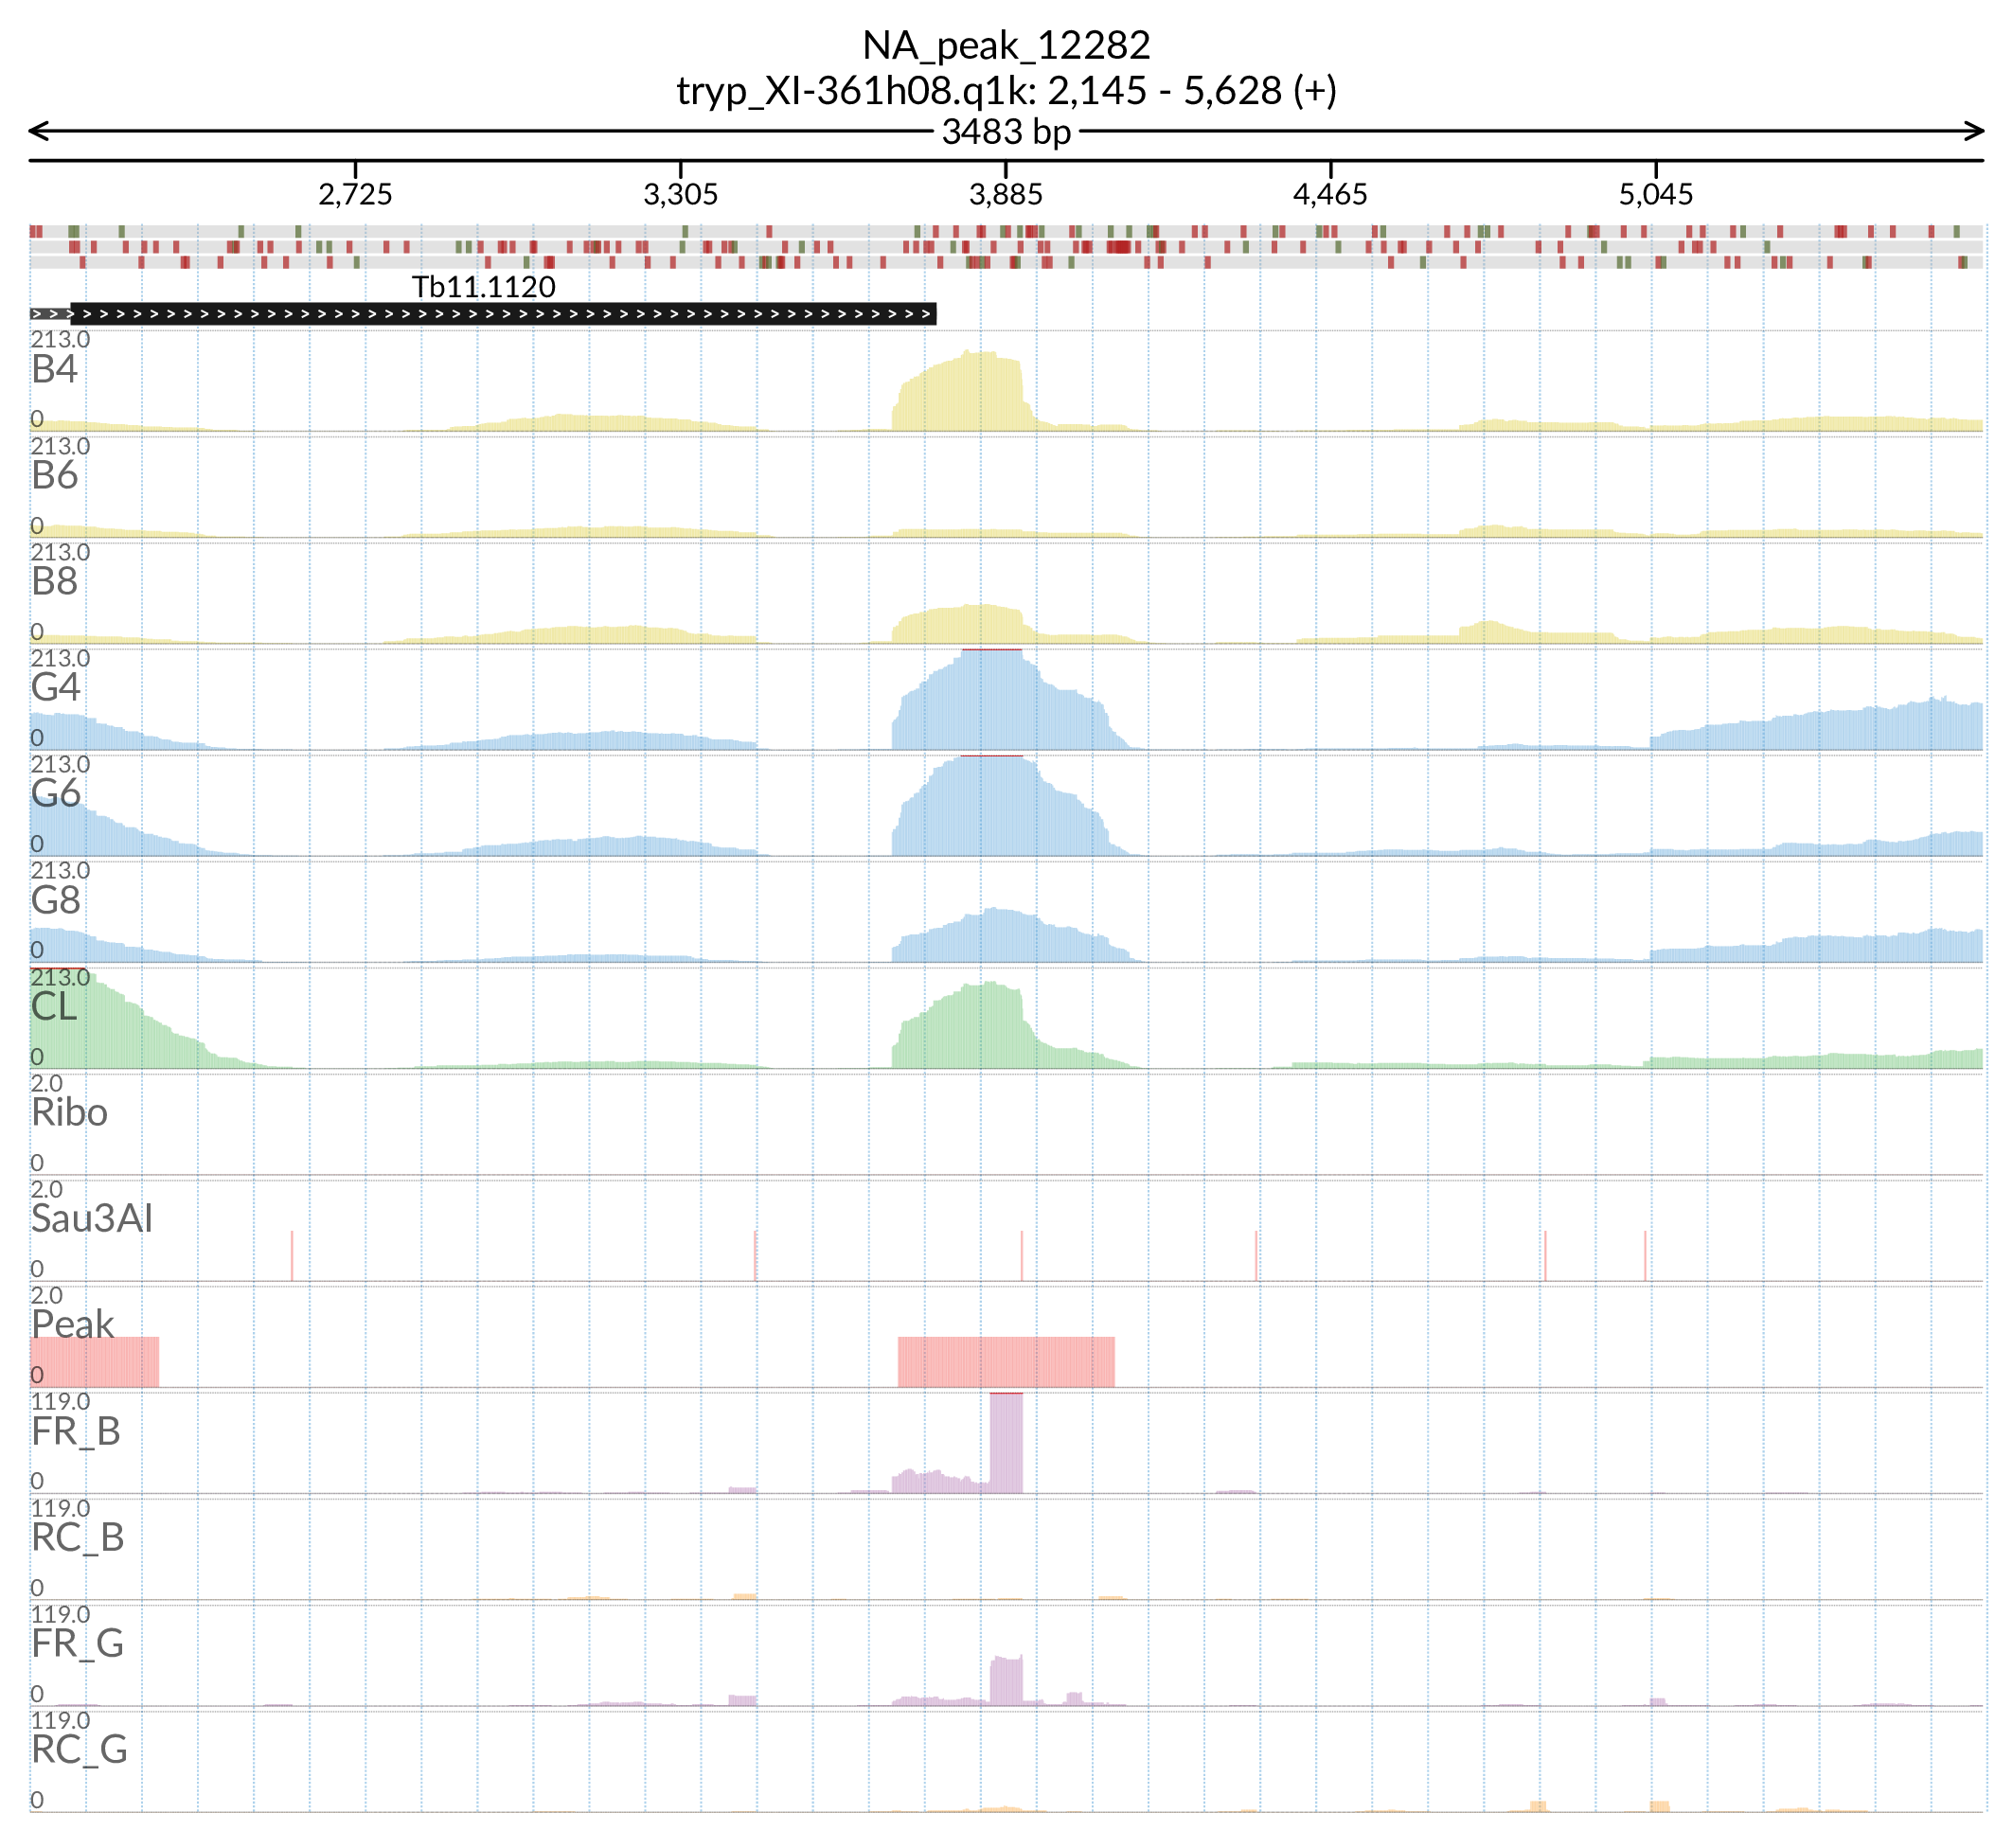 NA_peak_12282
tryp_XI-361h08.q1k: 2,145 - 5,628 (+)
3483 bp
2,725 3,305 3,885 4,465 5,045
Tb11.1120
213.0
B4
0
213.0
B6
0
213.0
B8
0
213.0
G4
0
213.0
G6
0
213.0
G8
0
213.0
CL
0
2.0
Ribo
0
2.0
Sau3AI
0
2.0
Peak
0
119.0
FR_B
0
119.0
RC_B
0
119.0
FR_G
0
119.0
RC_G
0